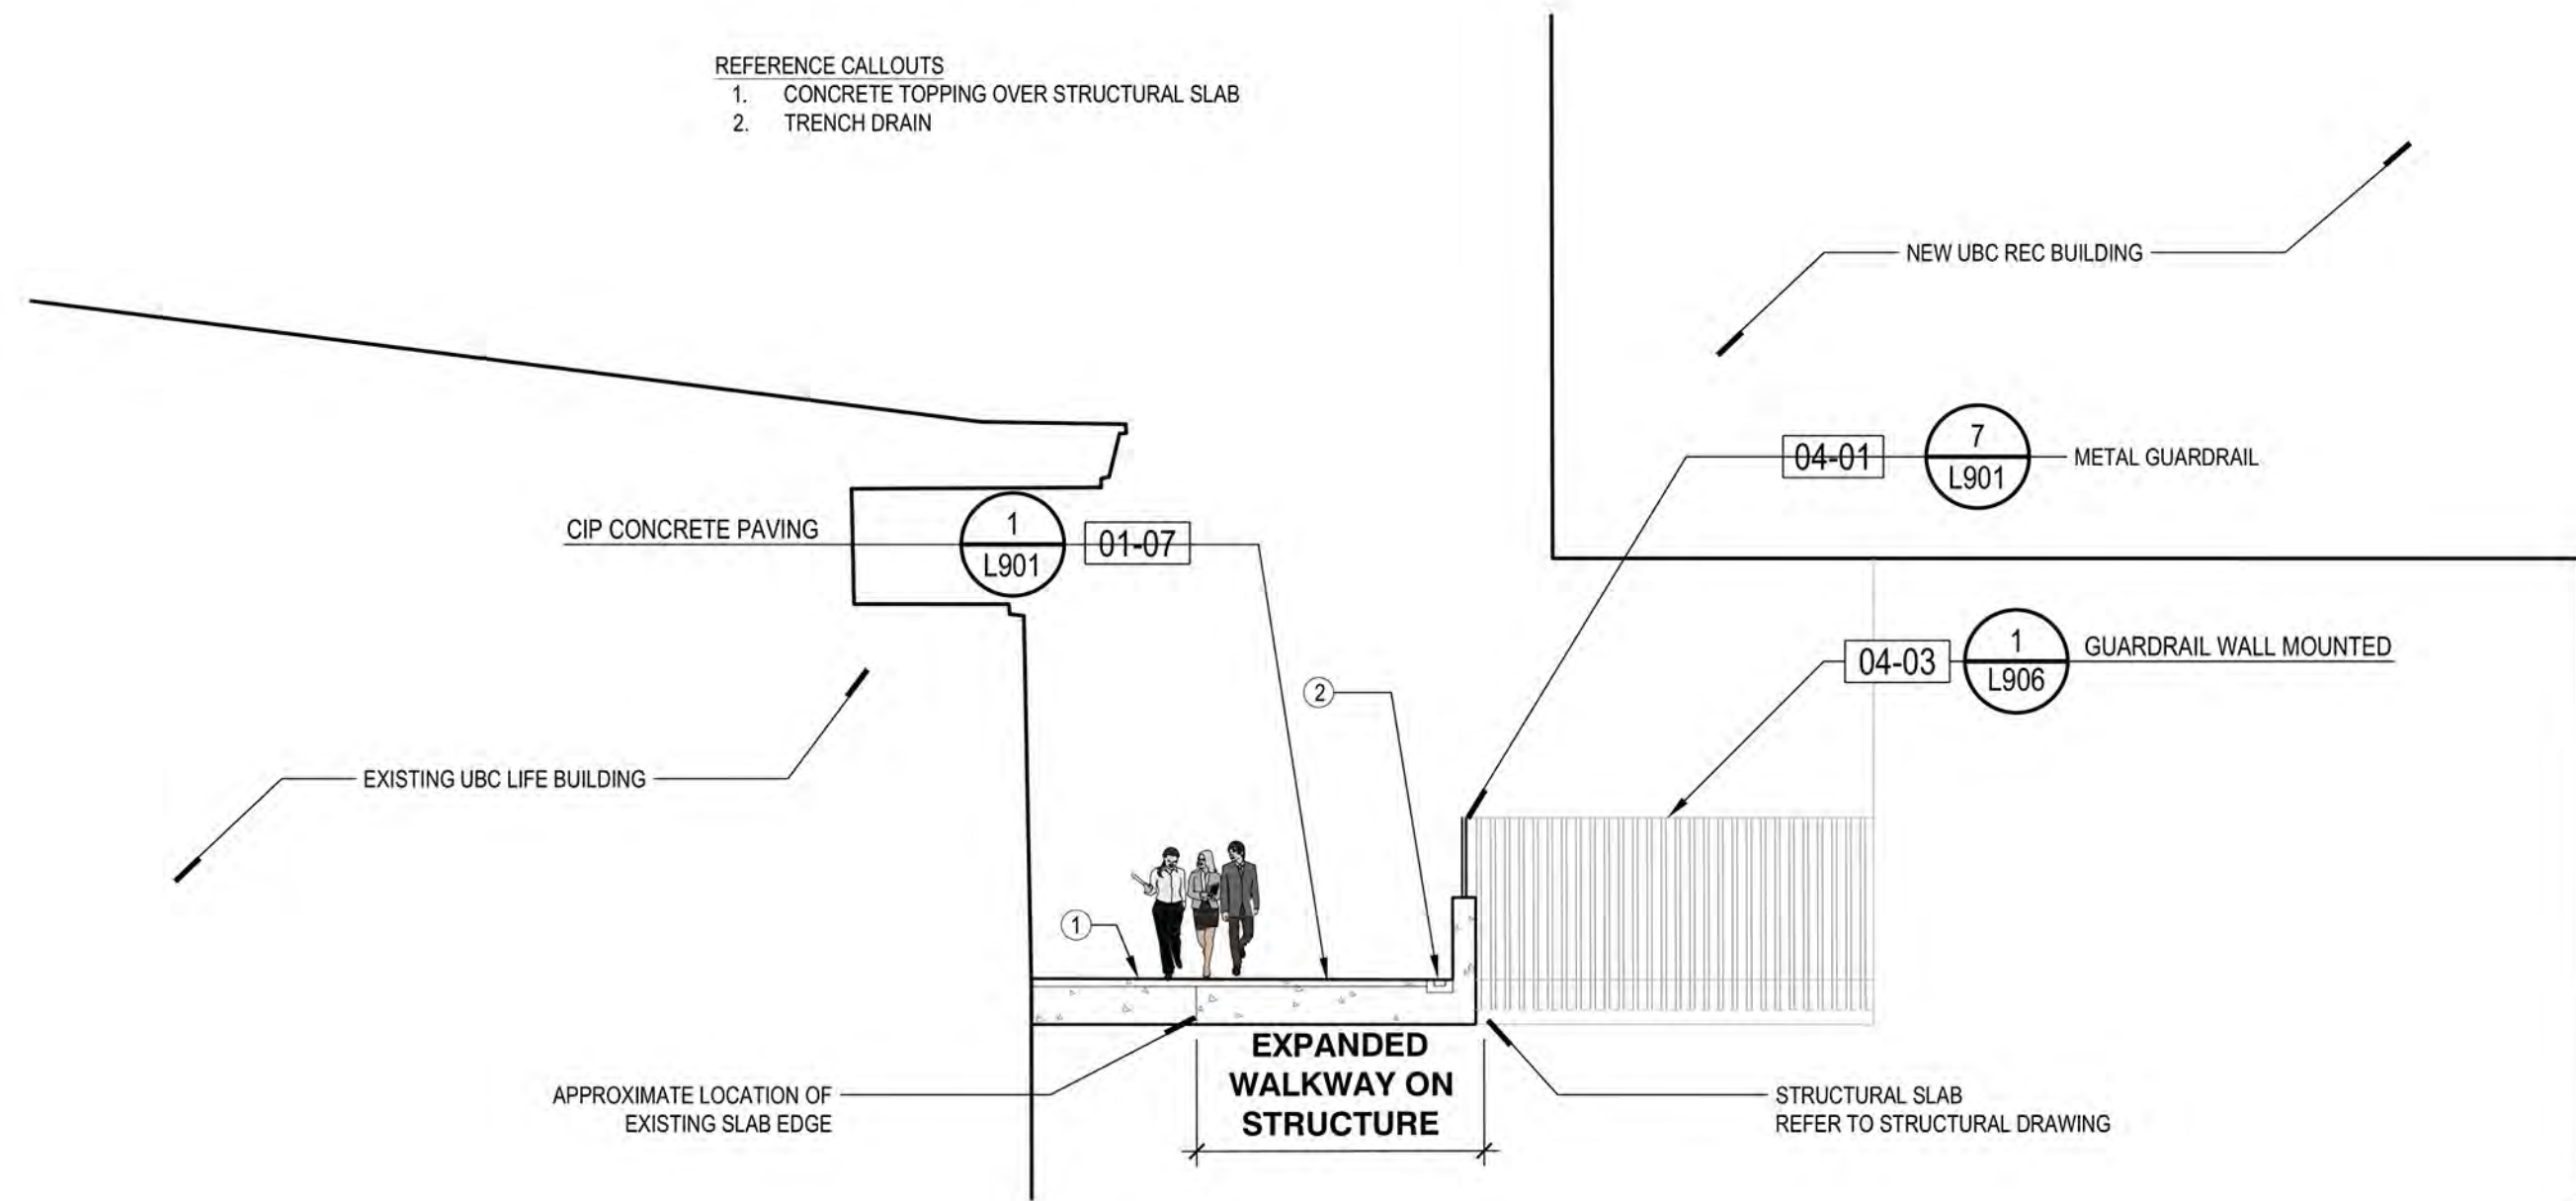 REFERENCE CALLOUTS
1. CONCRETE TOPPING OVER STRUCTURAL SLAB
2. TRENCH DRAIN
NEW UBC REC BUILDING
04-01
7
L901
METAL GUARDRAIL
CIP CONCRETE PAVING
1
L901
01-07
04-03
1
L906
GUARDRAIL WALL MOUNTED
2
EXISTING UBC LIFE BUILDING
1
EXPANDED
WALKWAY ON
STRUCTURE
APPROXIMATE LOCATION OF
EXISTING SLAB EDGE
STRUCTURAL SLAB
REFER TO STRUCTURAL DRAWING